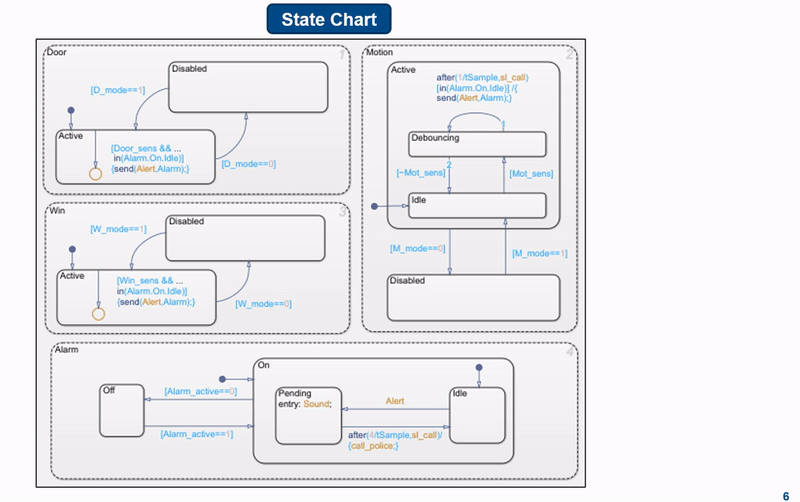 State Chart
Door
1
Disabled
[D_mode==1]
Active
[Door_sens && ...
in(Alarm.On.Idle)]
{send(Alert,Alarm);}
[D_mode==0]
Motion
2
Active
after(1/tSample,sl_call)
[in(Alarm.On.Idle)] /{
send(Alert,Alarm);}
1
Debouncing
2
[~Mot_sens]
[Mot_sens]
Idle
[M_mode==0]
[M_mode==1]
Disabled
Win
3
Disabled
[W_mode==1]
Active
[Win_sens && ...
in(Alarm.On.Idle)]
{send(Alert,Alarm);}
[W_mode==0]
Alarm
4
On
Off
[Alarm_active==0]
[Alarm_active==1]
Pending
entry: Sound;
Alert
Idle
after(4/tSample,sl_call)/
{call_police;}
6